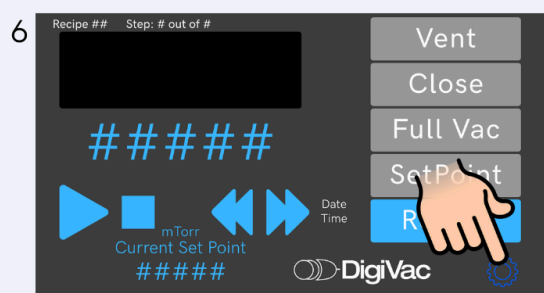 6
Recipe ## Step: # out of #
Vent
Close
#####
Full Vac
SetPoint
Date
Time
mTorr
Current Set Point
#####
DigiVac